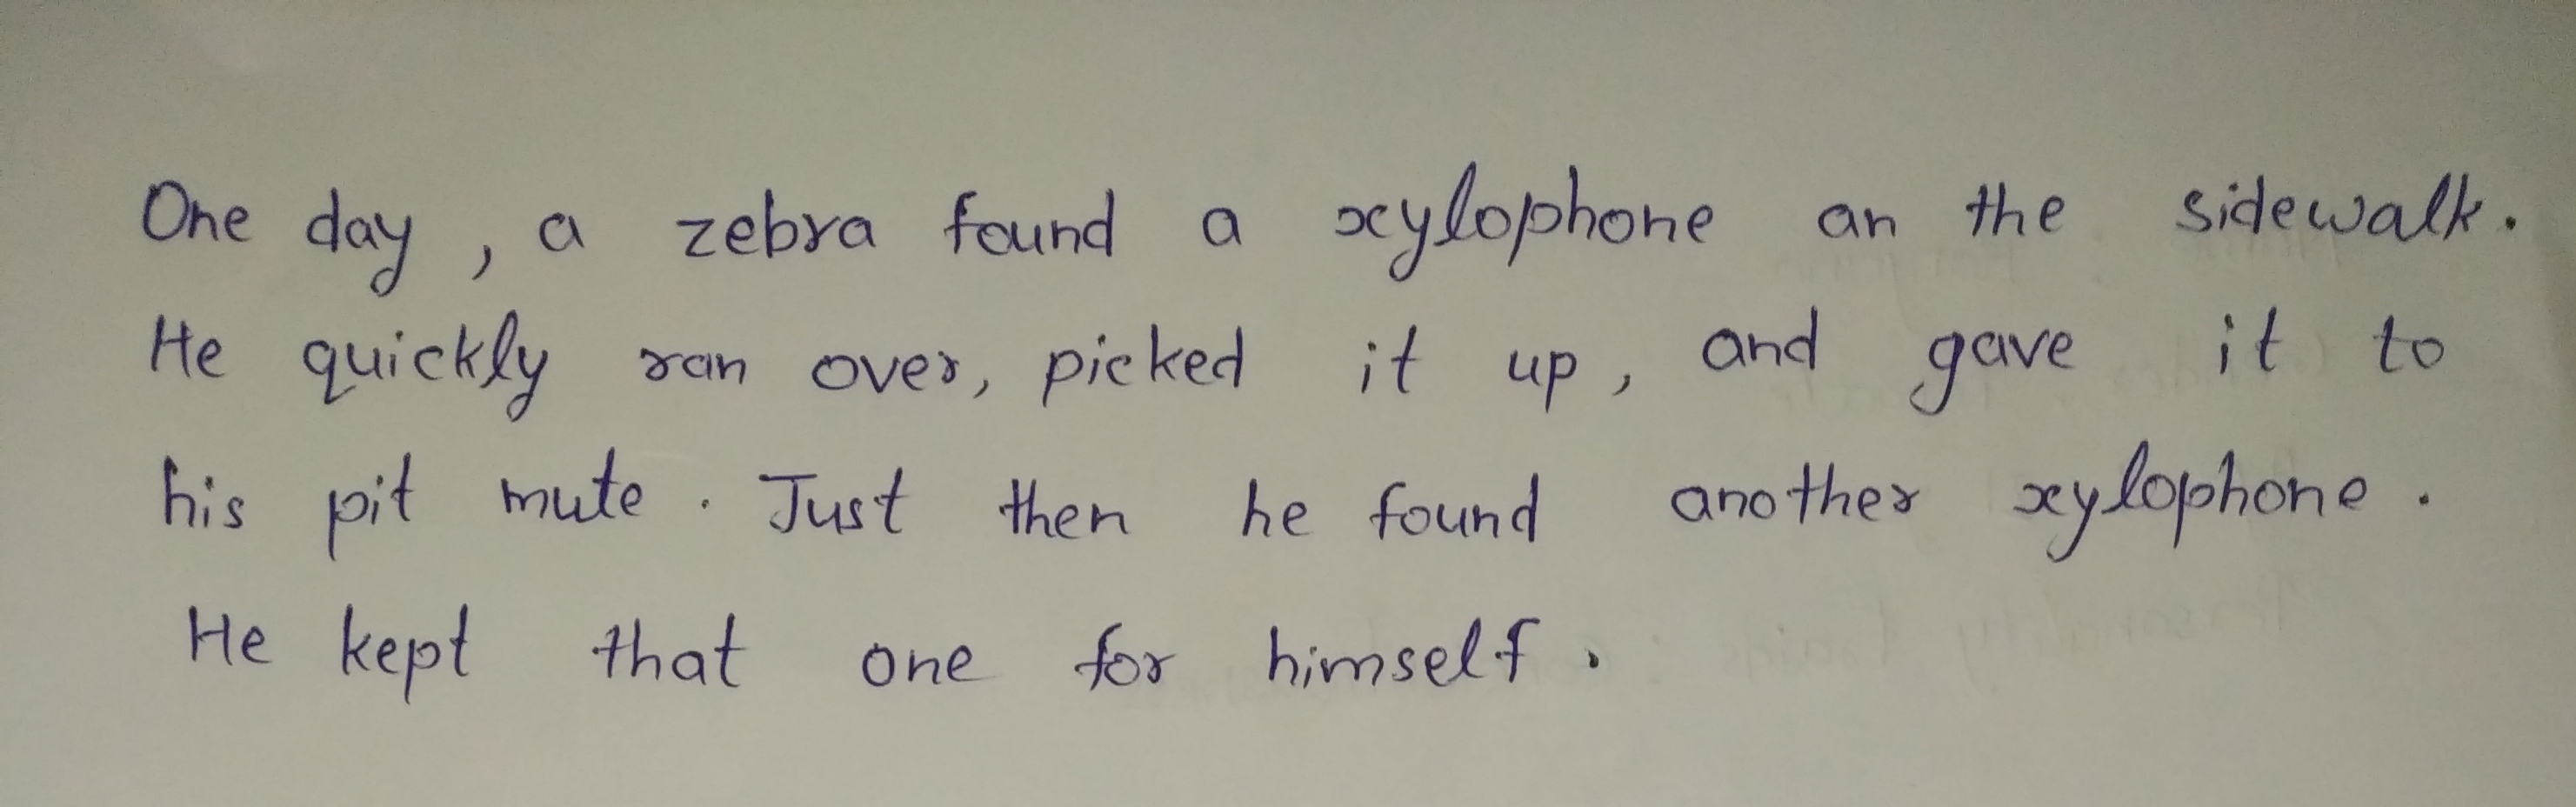 One day, a zebra found a xylophone an the sidewalk.
He quickly ran over, picked it up, and gave it to
his pit mute. Just then he found another xylophone.
He kept that one for himself.